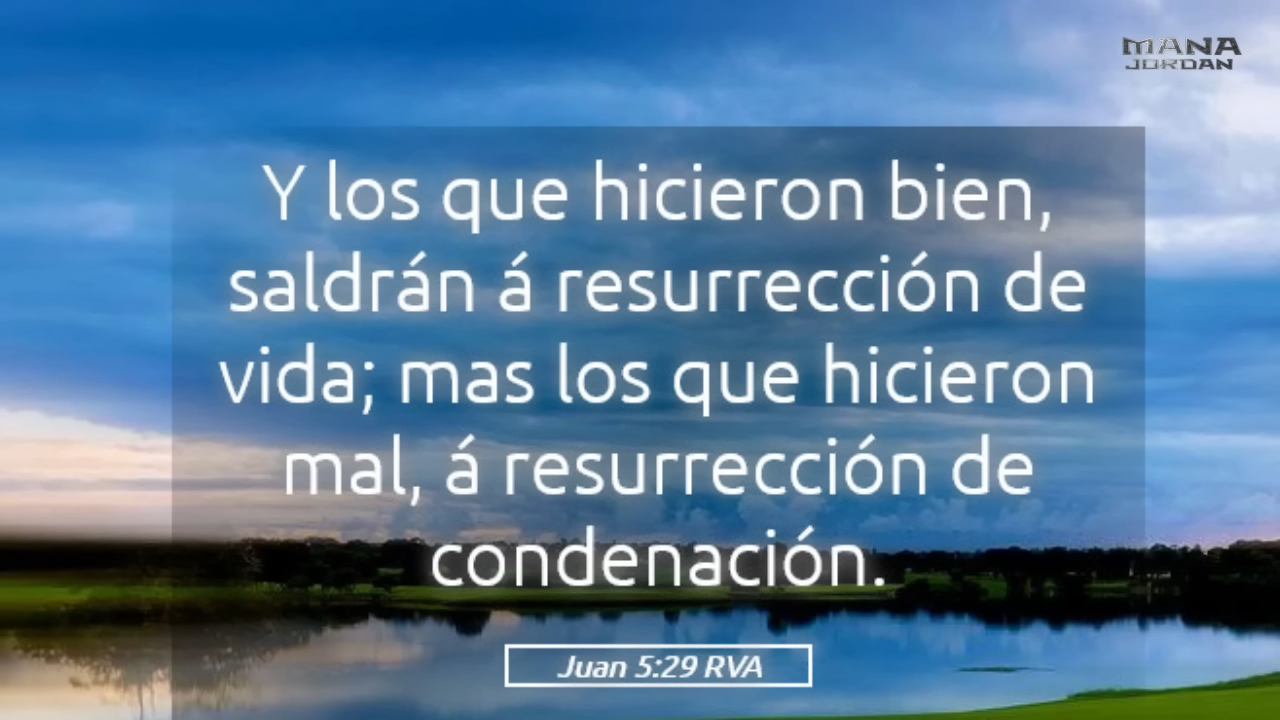 MANA
JORDAN
Y los que hicieron bien,
saldrán á resurrección de
vida; mas los que hicieron
mal, á resurrección de
condenación.
Juan 5:29 RVA